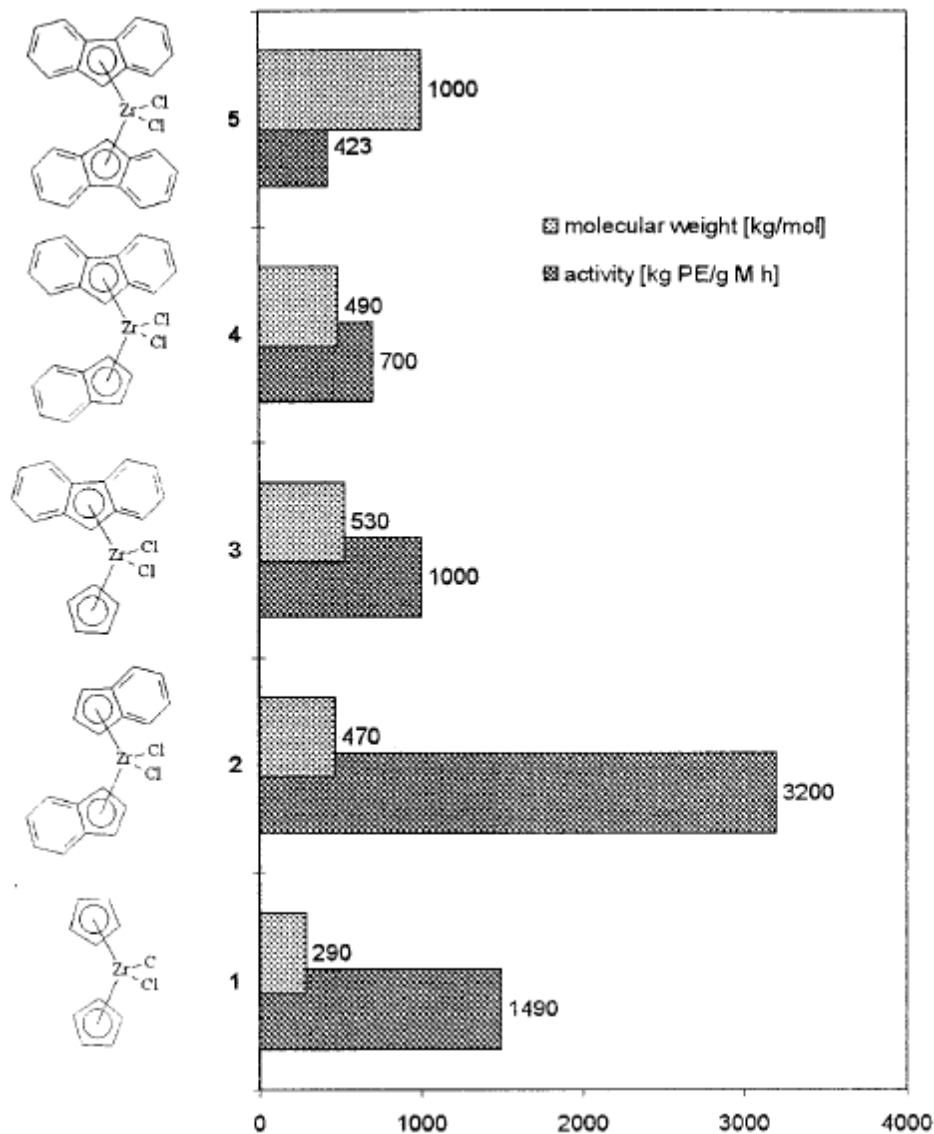 Zr
Cl
Cl
5
1000
423
molecular weight [kg/mol]
activity [kg PE/g M h]
Zr
Cl
Cl
4
490
700
Zr
Cl
Cl
3
530
1000
Zr
Cl
Cl
2
470
3200
Zr
C
Cl
1
290
1490
0 1000 2000 3000 4000